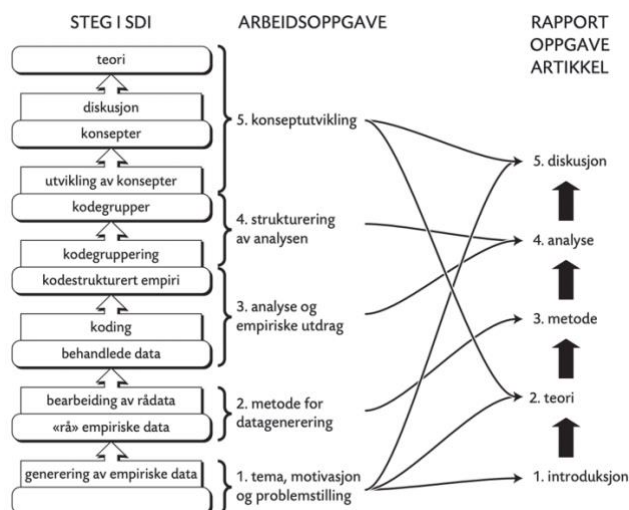 STEG I SDI
teori
diskusjon
konsepter
utvikling av konsepter
kodegrupper
kodegruppering
kodestrukturert empiri
koding
behandlede data
bearbeiding av rådata
«rå» empiriske data
generering av empiriske data
ARBEIDSOPPGAVE
5. konseptutvikling
4. strukturering
av analysen
3. analyse og
empiriske utdrag
2. metode for
datagenerering
1. tema, motivasjon
og problemstilling
RAPPORT
OPPGAVE
ARTIKKEL
5. diskusjon
4. analyse
3. metode
2. teori
1. introduksjon